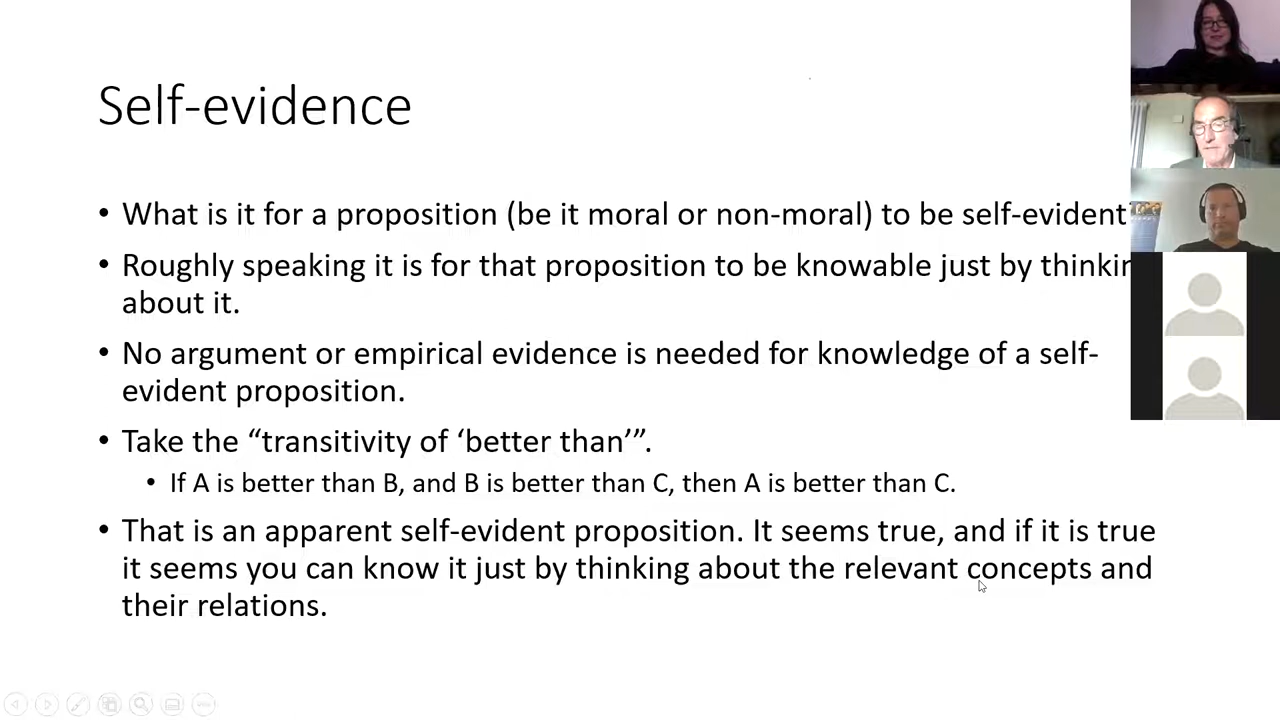 Self-evidence
• What is it for a proposition (be it moral or non-moral) to be self-evident
• Roughly speaking it is for that proposition to be knowable just by
about it.
• No argument or empirical evidence is needed for knowledge of a self-
evident proposition.
• Take the “transitivity of ‘better than’”.
• If A is better than B, and B is better than C, then A is better than C.
• That is an apparent self-evident proposition. It seems true, and if it is true
it seems you can know it just by thinking about the relevant concepts and
their relations.